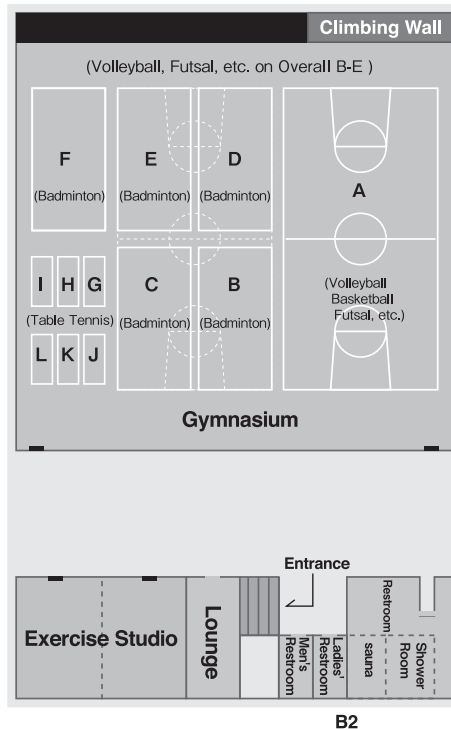 Climbing Wall
(Volleyball, Futsal, etc. on Overall B-E )
F
(Badminton)
E
(Badminton)
D
(Badminton)
A
(Volleyball
Basketball
Futsal, etc.)
I H G
(Table Tennis)
L K J
C
(Badminton)
B
(Badminton)
Gymnasium
Entrance
Exercise Studio
Lounge
Men's
Restroom
Ladies'
Restroom
Restroom
sauna
Shower
Room
B2